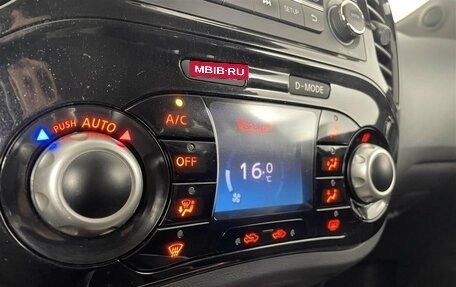 SETUP
MBIB·RU
D-MODE
A/C
PUSH AUTO
OFF
16.0
°C